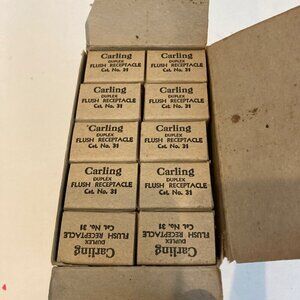 Carling
DUPLEX
FLUSH RECEPTACLE
Cat. No. 31
Carling
DUPLEX
FLUSH RECEPTACLE
Cat. No. 31
Carling
DUPLEX
FLUSH RECEPTACLE
Cat. No. 31
Carling
DUPLEX
FLUSH RECEPTACLE
Cat. No. 31
Carling
DUPLEX
FLUSH RECEPTACLE
Cat. No. 31
Carling
DUPLEX
FLUSH RECEPTACLE
Cat. No. 31
Carling
DUPLEX
FLUSH RECEPTACLE
Cat. No. 31
Carling
DUPLEX
FLUSH RECEPTACLE
Cat. No. 31
Carling
DUPLEX
FLUSH RECEPTACLE
Cat. No. 31
Carling
DUPLEX
FLUSH RECEPTACLE
Cat. No. 31